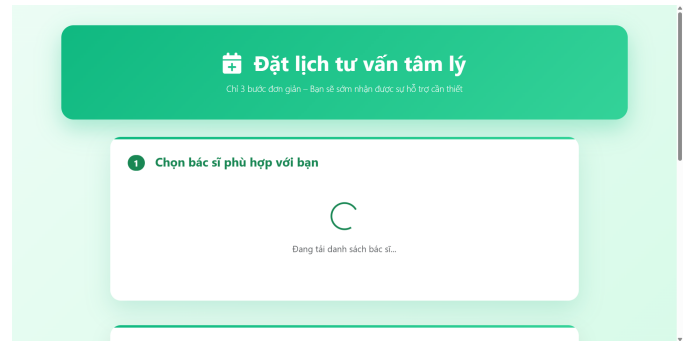 Đặt lịch tư vấn tâm lý
Chỉ 3 bước đơn giản – Bạn sẽ sớm nhận được sự hỗ trợ cần thiết
1 Chọn bác sĩ phù hợp với bạn
Đang tải danh sách bác sĩ...